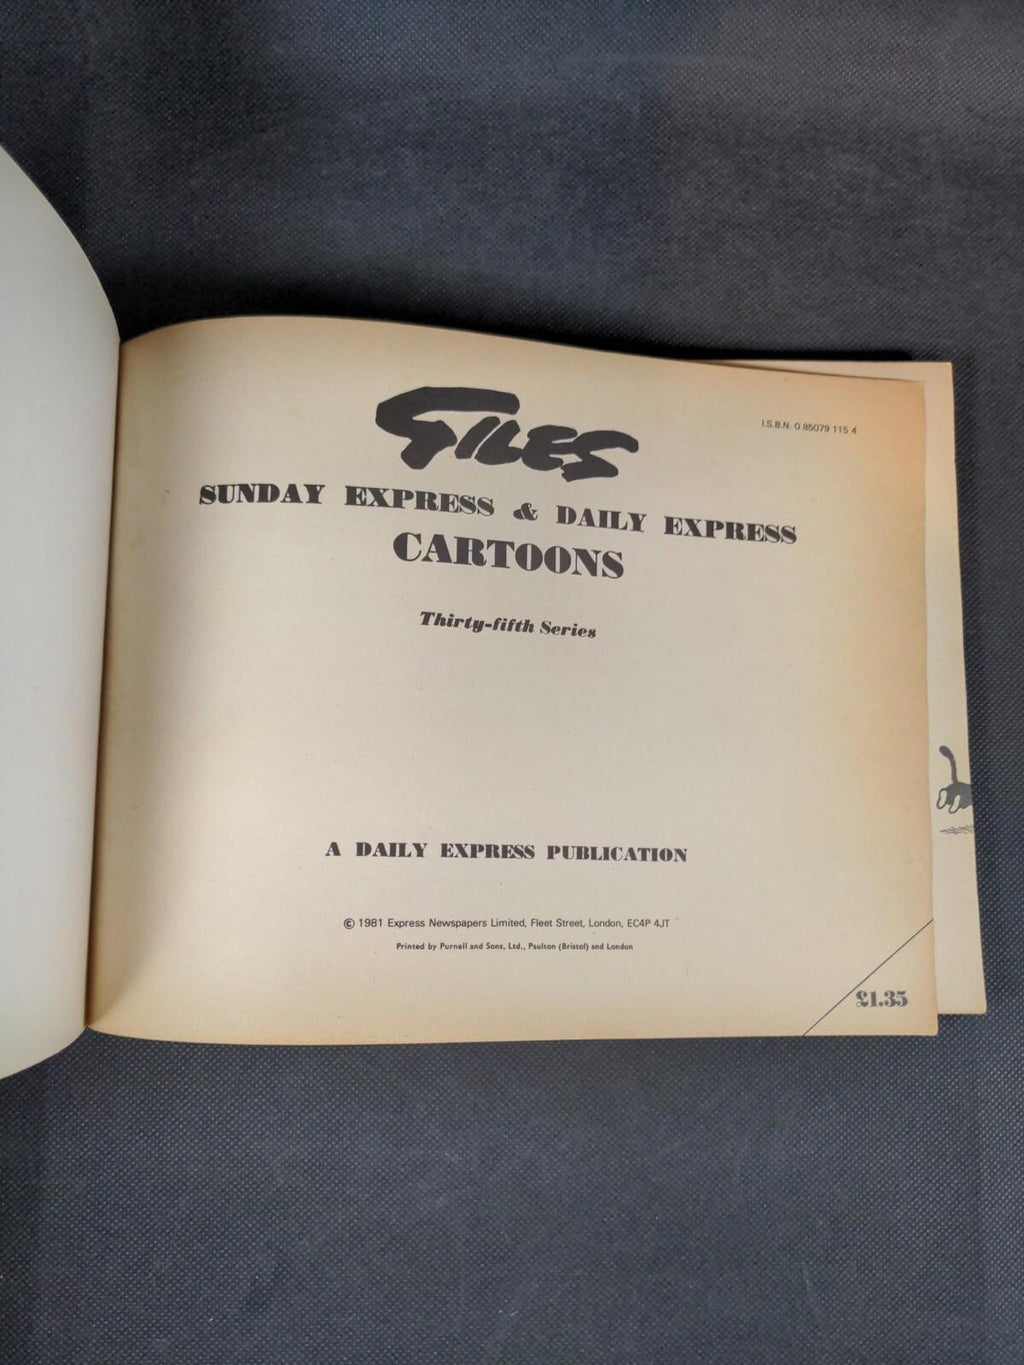 GILES
I.S.B.N. 0 85079 115 4
SUNDAY EXPRESS & DAILY EXPRESS
CARTOONS
Thirty-fifth Series
A DAILY EXPRESS PUBLICATION
© 1981 Express Newspapers Limited, Fleet Street, London, EC4P 4JT
Printed by Purnell and Sons, Ltd., Paulton (Bristol) and London
£1.35